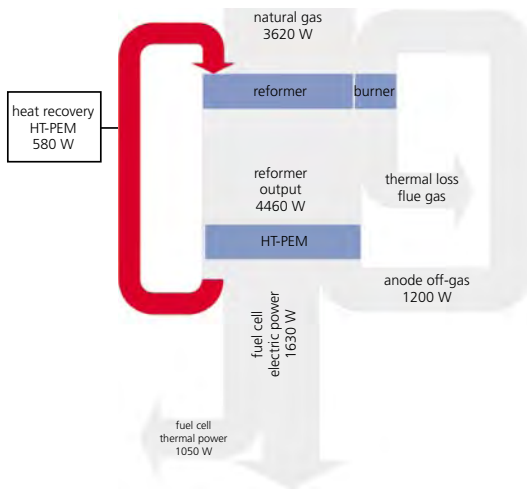 natural gas
3620 W
reformer
burner
heat recovery
HT-PEM
580 W
reformer
output
4460 W
thermal loss
flue gas
HT-PEM
anode off-gas
1200 W
fuel cell
electric power
1630 W
fuel cell
thermal power
1050 W